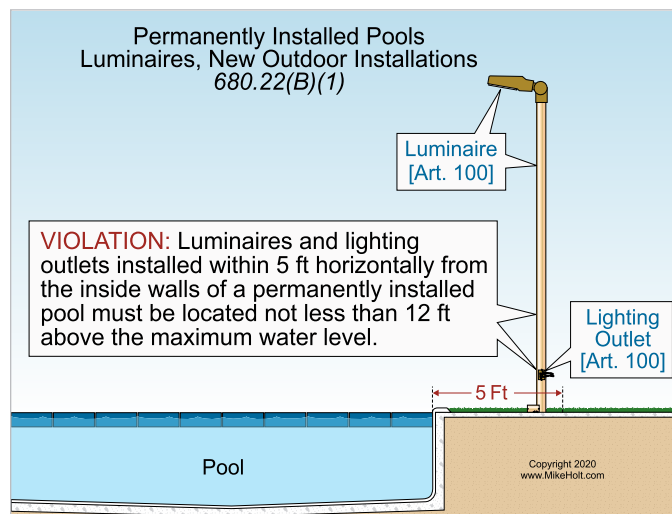 Permanently Installed Pools
Luminaires, New Outdoor Installations
680.22(B)(1)
Luminaire
[Art. 100]
VIOLATION: Luminaires and lighting
outlets installed within 5 ft horizontally from
the inside walls of a permanently installed
pool must be located not less than 12 ft
above the maximum water level.
Lighting
Outlet
[Art. 100]
5 Ft
Pool
Copyright 2020
www.MikeHolt.com